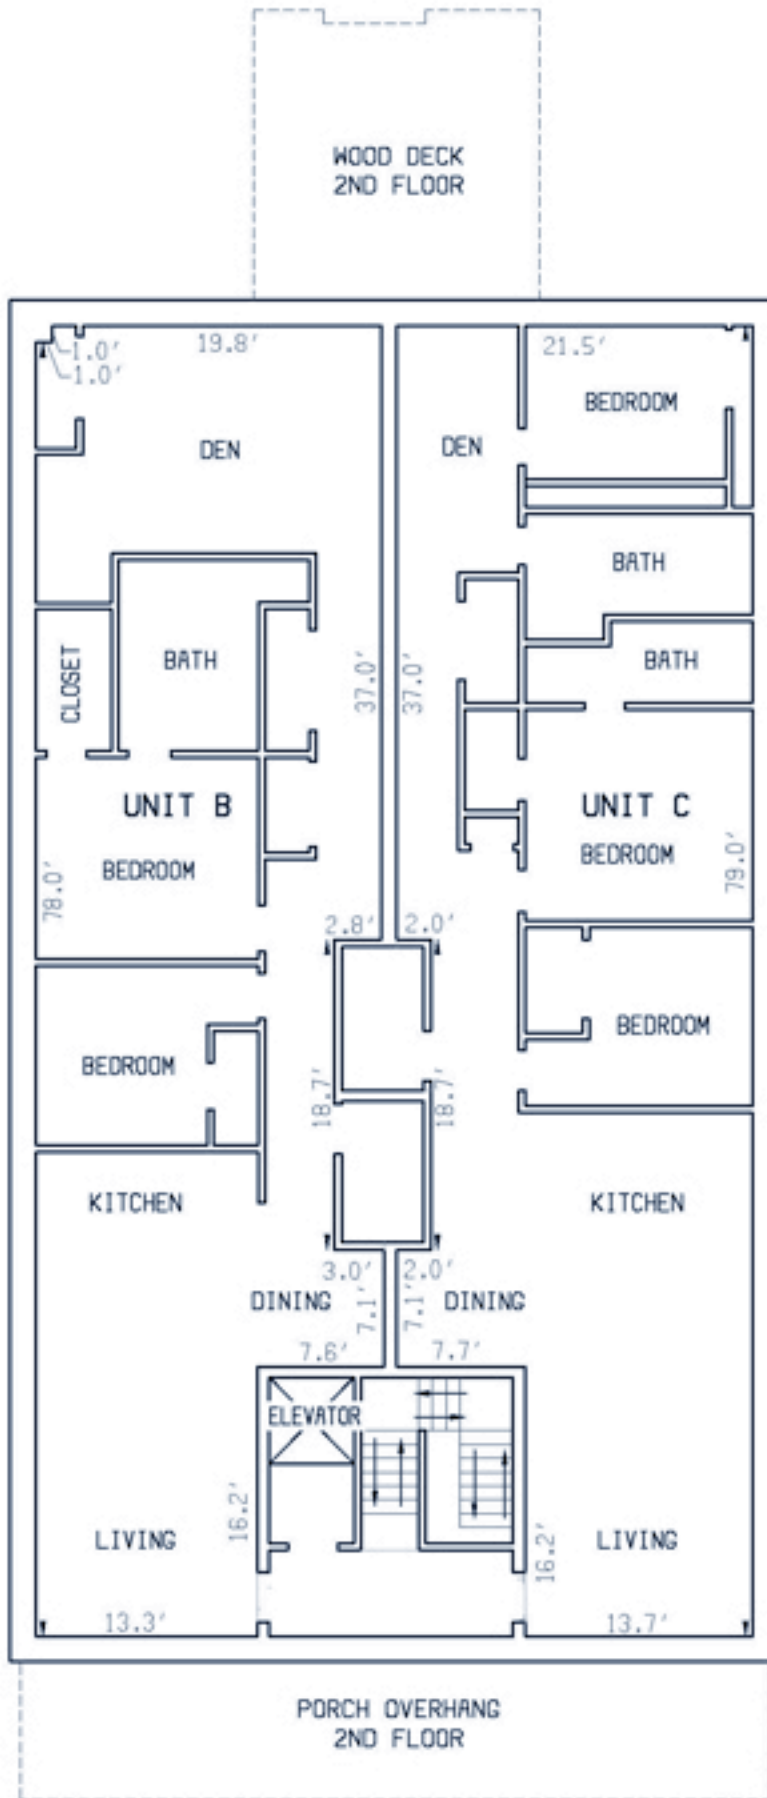 WOOD DECK
2ND FLOOR
1.0'
1.0'
19.8'
21.5'
BEDROOM
DEN
DEN
BATH
BATH
BATH
CLOSET
37.0'
37.0'
UNIT B
UNIT C
BEDROOM
BEDROOM
78.0'
79.0'
2.8'
2.0'
BEDROOM
BEDROOM
18.7'
18.7'
KITCHEN
KITCHEN
3.0'
2.0'
DINING
DINING
7.1'
7.1'
7.6'
7.7'
ELEVATOR
16.2'
16.2'
LIVING
LIVING
13.3'
13.7'
PORCH OVERHANG
2ND FLOOR